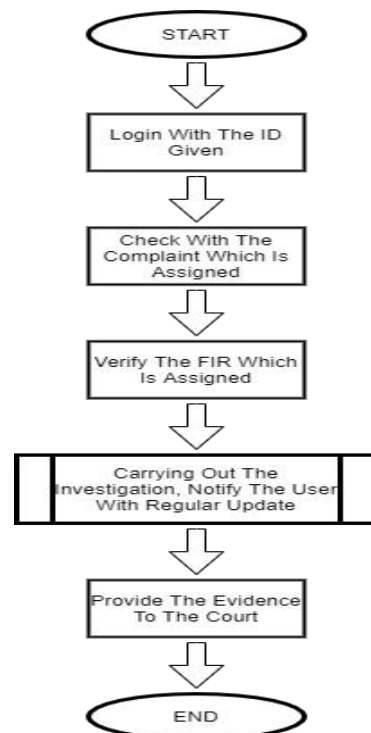 START
Login With The ID
Given
Check With The
Complaint Which Is
Assigned
Verify The FIR Which
Is Assigned
Carrying Out The
Investigation, Notify The User
With Regular Update
Provide The Evidence
To The Court
END